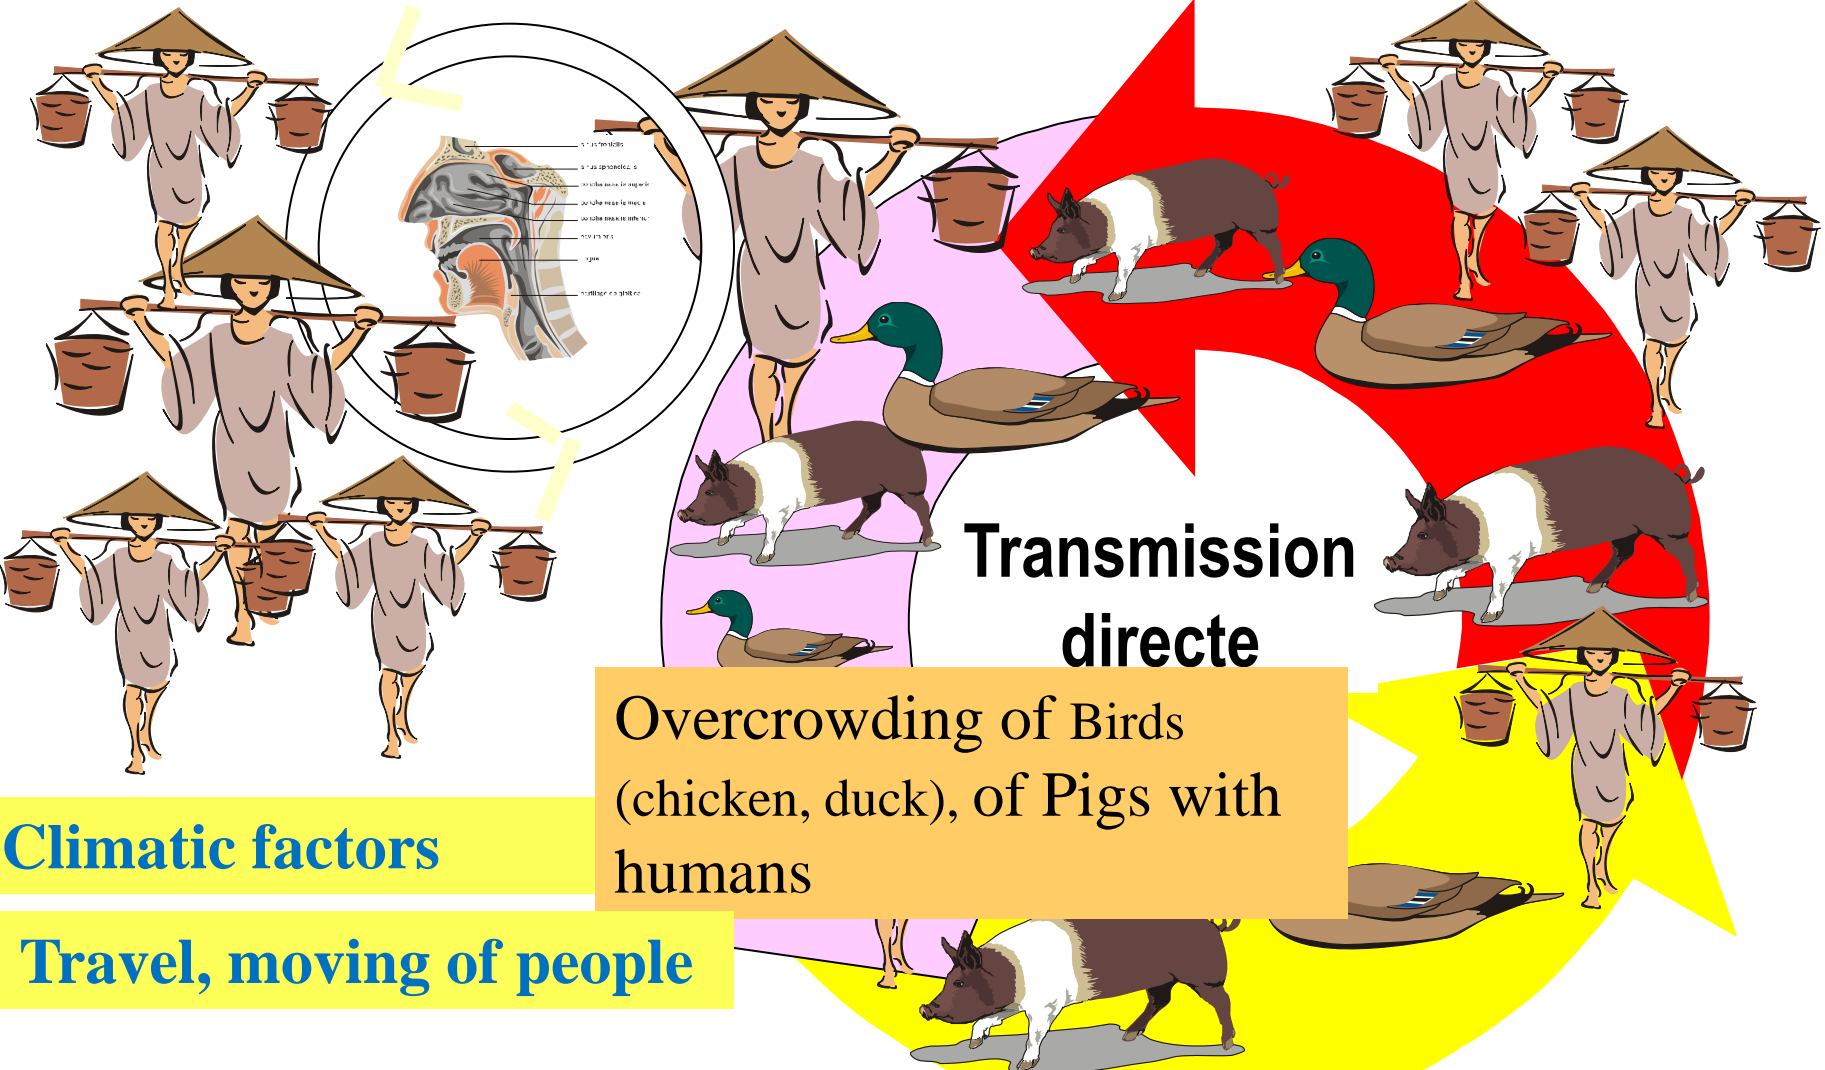 Transmission
directe
Overcrowding of Birds
(chicken, duck), of Pigs with
humans
Climatic factors
Travel, moving of people